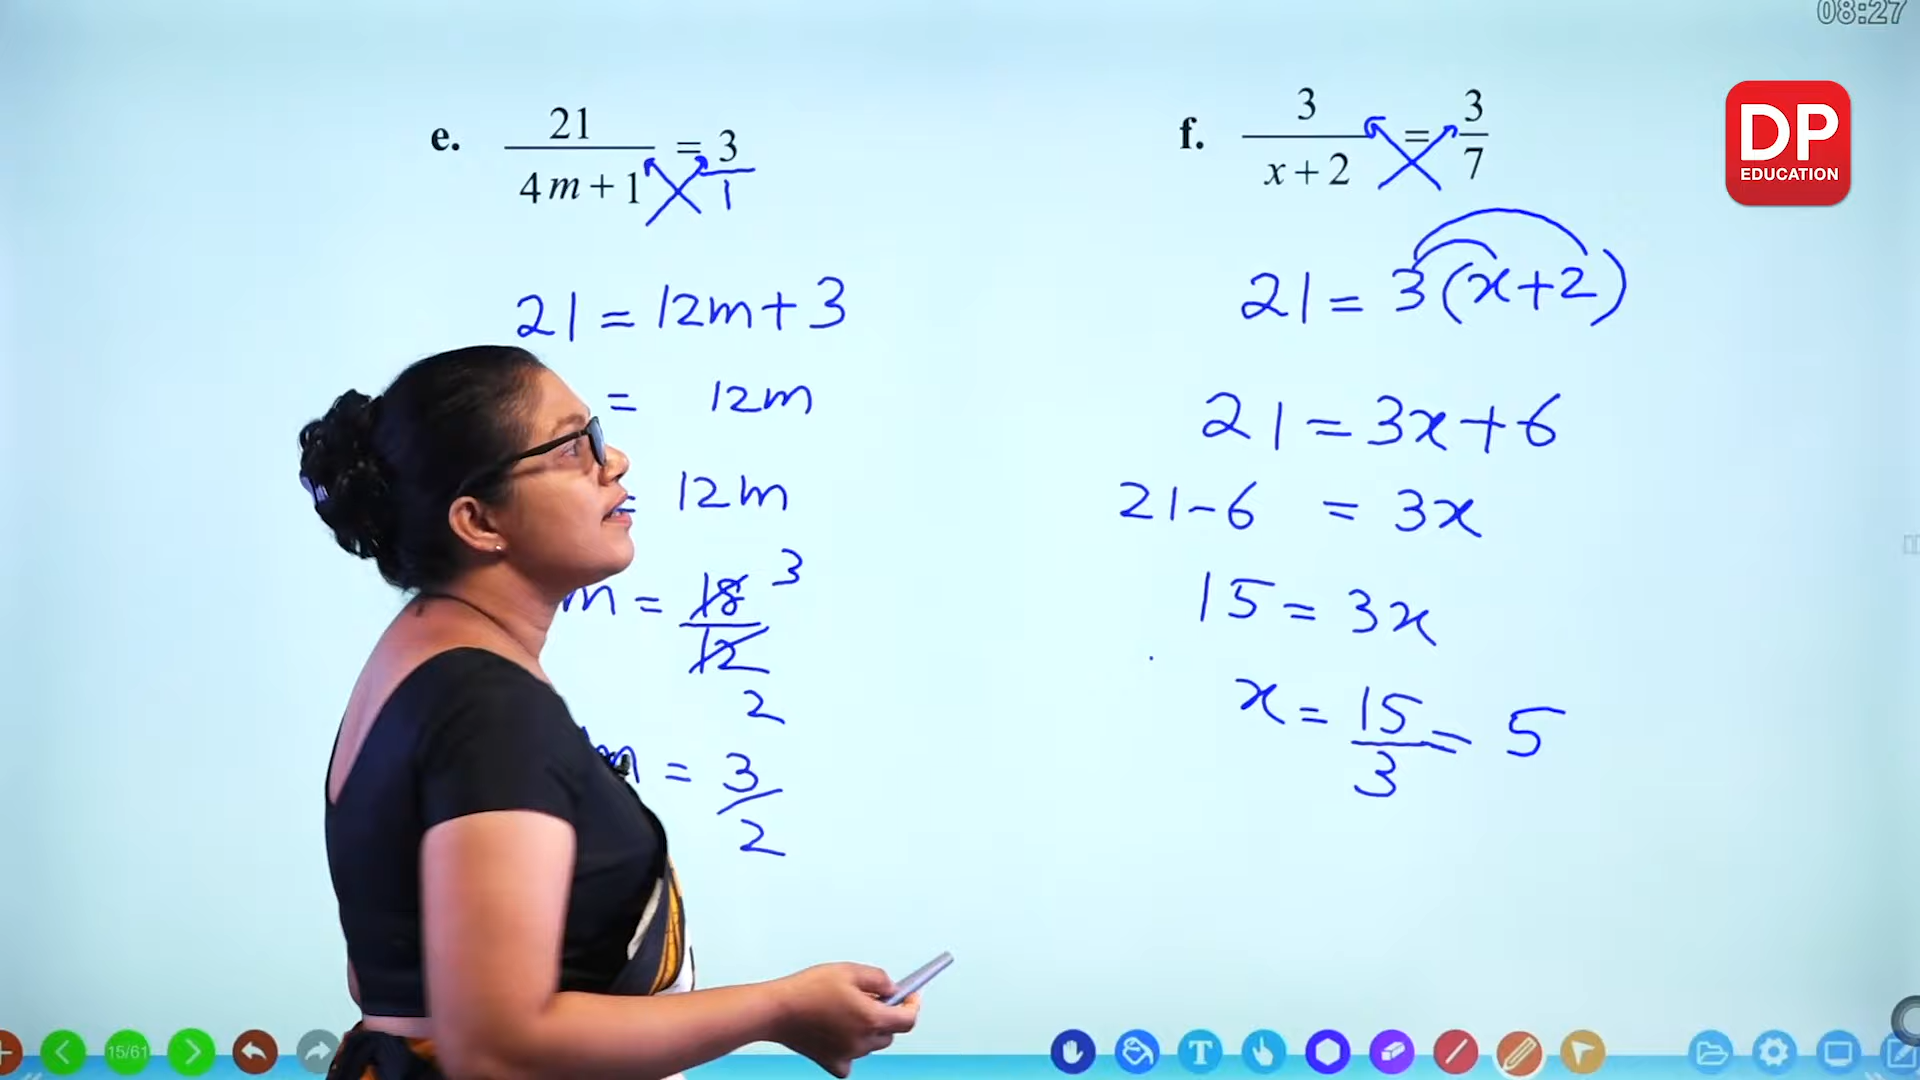 08:27
DP
EDUCATION
e. 21 / 4m + 1 = 3 / 1
21 = 12m + 3
= 12m
= 12m
m = 18 / 12 3 2
m = 3 / 2
f. 3 / x + 2 = 3 / 7
21 = 3(x+2)
21 = 3x + 6
21 - 6 = 3x
15 = 3x
x = 15 / 3 = 5
15/61
T